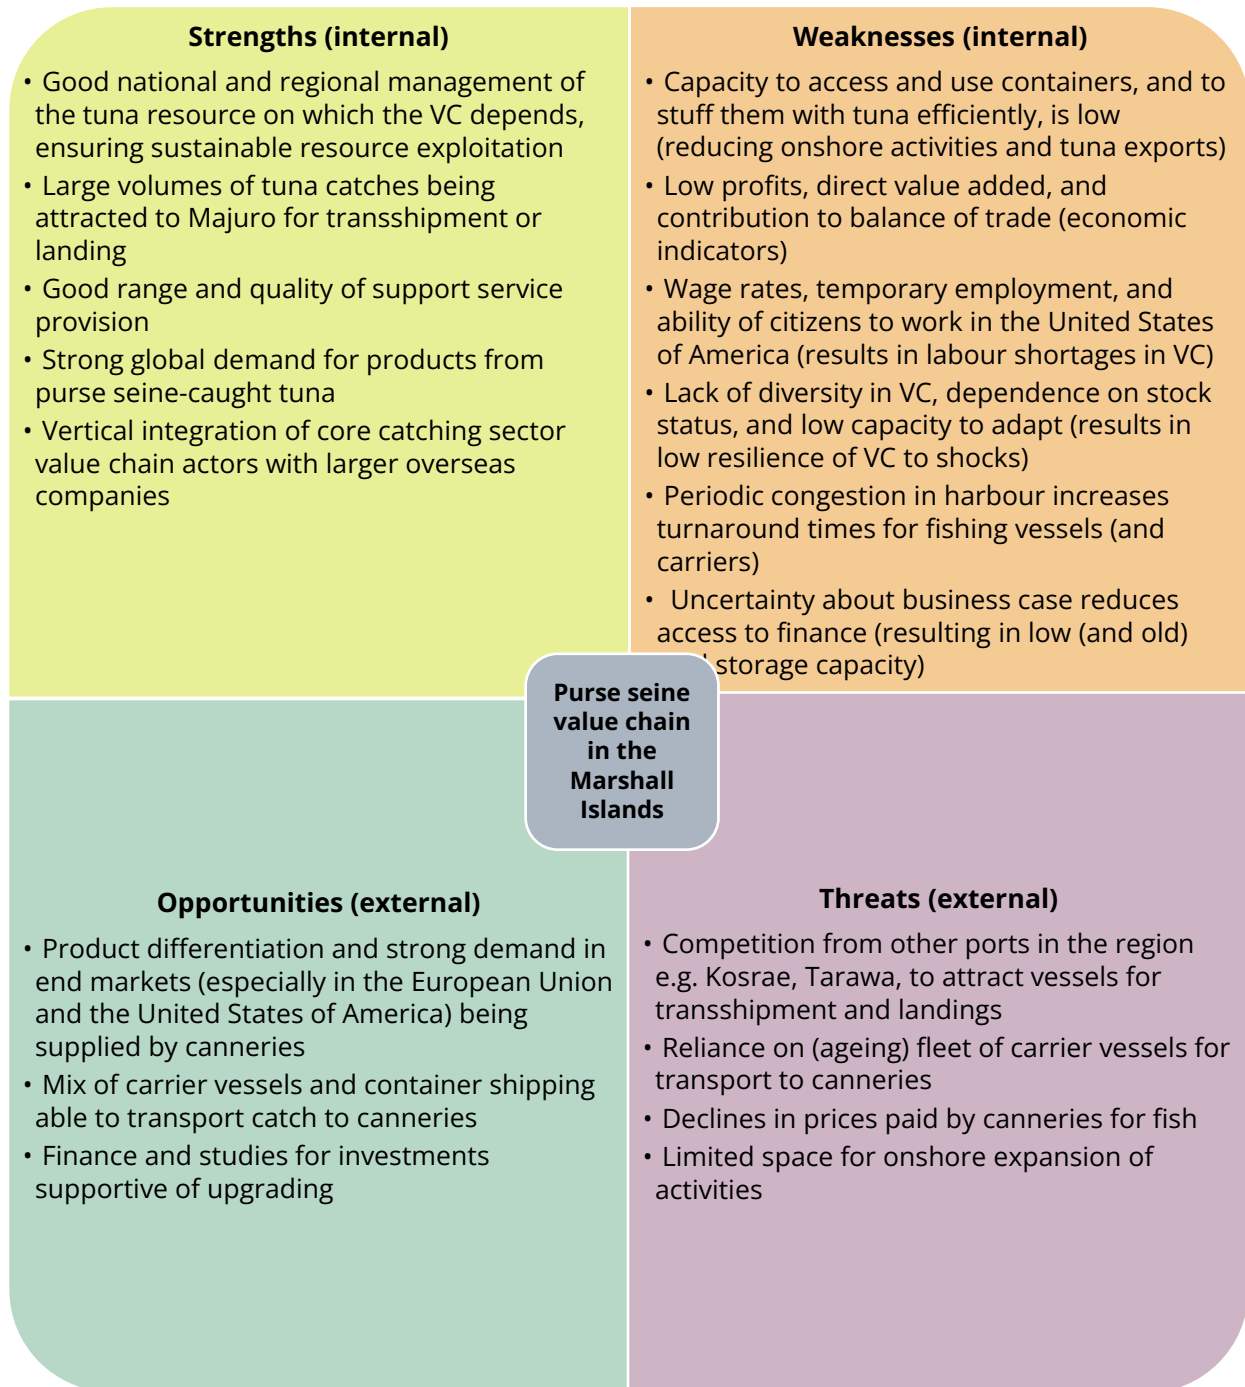 Strengths (internal)
• Good national and regional management of
the tuna resource on which the VC depends,
ensuring sustainable resource exploitation
• Large volumes of tuna catches being
attracted to Majuro for transshipment or
landing
• Good range and quality of support service
provision
• Strong global demand for products from
purse seine-caught tuna
• Vertical integration of core catching sector
value chain actors with larger overseas
companies
Weaknesses (internal)
• Capacity to access and use containers, and to
stuff them with tuna efficiently, is low
(reducing onshore activities and tuna exports)
• Low profits, direct value added, and
contribution to balance of trade (economic
indicators)
• Wage rates, temporary employment, and
ability of citizens to work in the United States
of America (results in labour shortages in VC)
• Lack of diversity in VC, dependence on stock
status, and low capacity to adapt (results in
low resilience of VC to shocks)
• Periodic congestion in harbour increases
turnaround times for fishing vessels (and
carriers)
• Uncertainty about business case reduces
access to finance (resulting in low (and old)
storage capacity)
Purse seine
value chain
in the
Marshall
Islands
Opportunities (external)
• Product differentiation and strong demand in
end markets (especially in the European Union
and the United States of America) being
supplied by canneries
• Mix of carrier vessels and container shipping
able to transport catch to canneries
• Finance and studies for investments
supportive of upgrading
Threats (external)
• Competition from other ports in the region
e.g. Kosrae, Tarawa, to attract vessels for
transshipment and landings
• Reliance on (ageing) fleet of carrier vessels for
transport to canneries
• Declines in prices paid by canneries for fish
• Limited space for onshore expansion of
activities